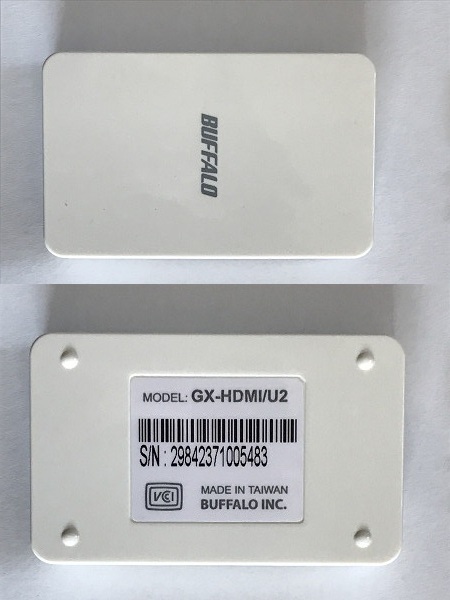 BUFFALO
MODEL: GX-HDMI/U2
S/N : 29842371005483
VCI
MADE IN TAIWAN
BUFFALO INC.